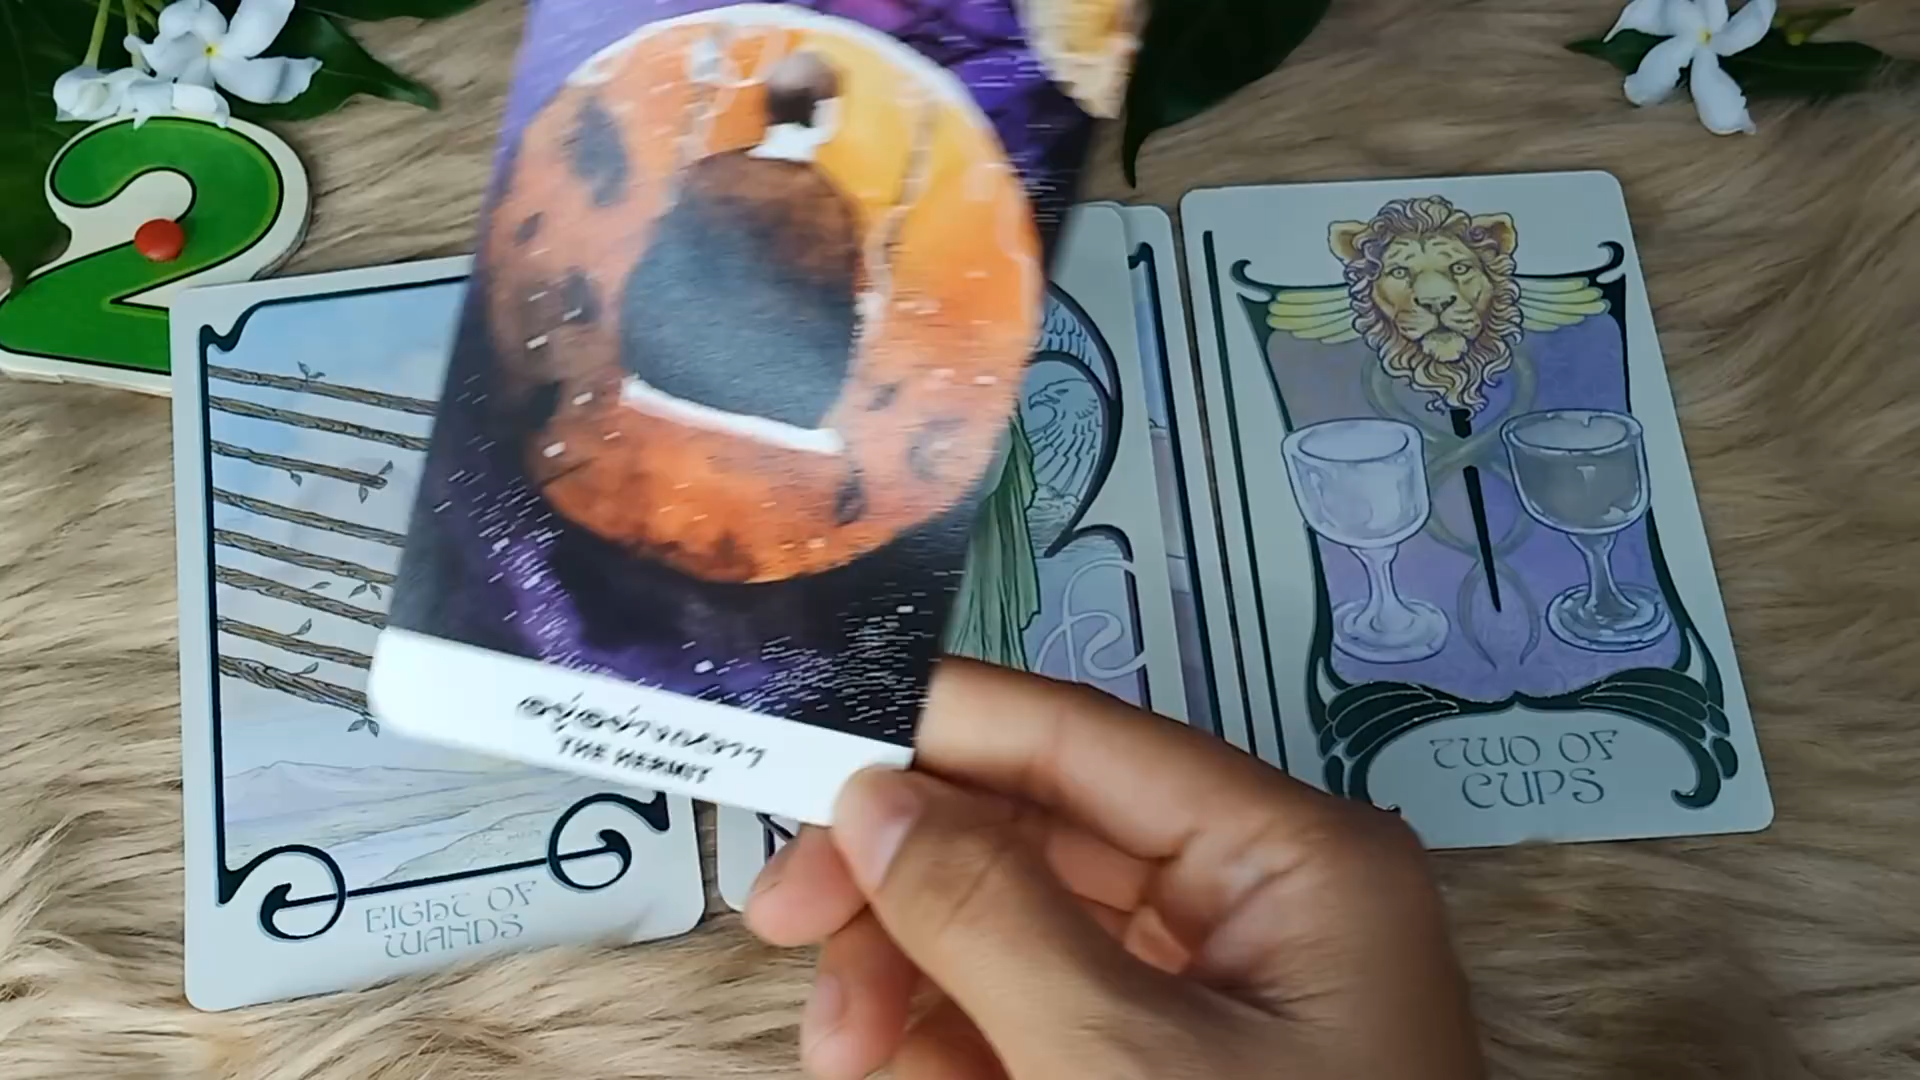 2
THE HERMIT
EIGHT OF
WANDS
TWO OF
CUPS